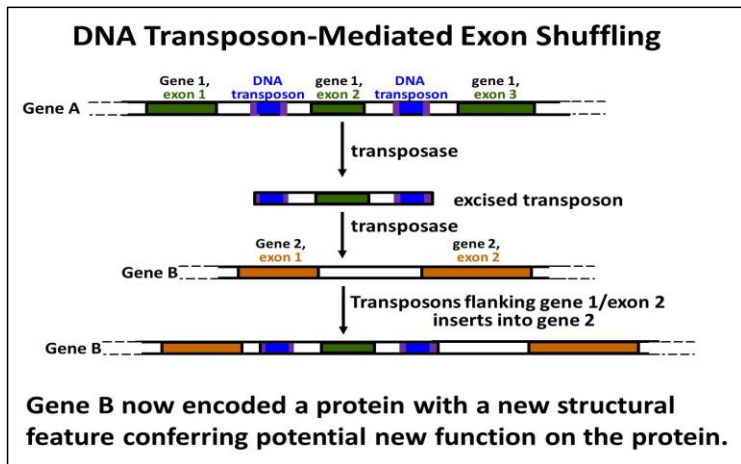 DNA Transposon-Mediated Exon Shuffling
Gene 1, DNA gene 1, DNA gene 1,
exon 1 transposon exon 2 transposon exon 3
Gene A
transposase
excised transposon
transposase
Gene 2, gene 2,
exon 1 exon 2
Gene B
Transposons flanking gene 1/exon 2
inserts into gene 2
Gene B
Gene B now encoded a protein with a new structural
feature conferring potential new function on the protein.